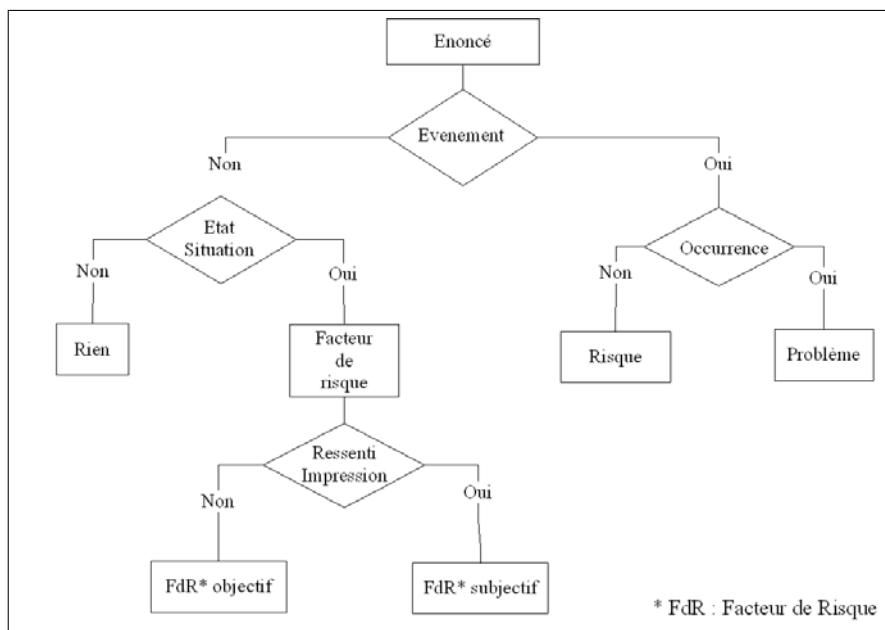 Enoncé
Evenement
Non
Oui
Etat
Situation
Occurrence
Non
Oui
Non
Oui
Rien
Facteur
de
risque
Risque
Problème
Ressenti
Impression
Non
Oui
FdR* objectif
FdR* subjectif
* FdR : Facteur de Risque